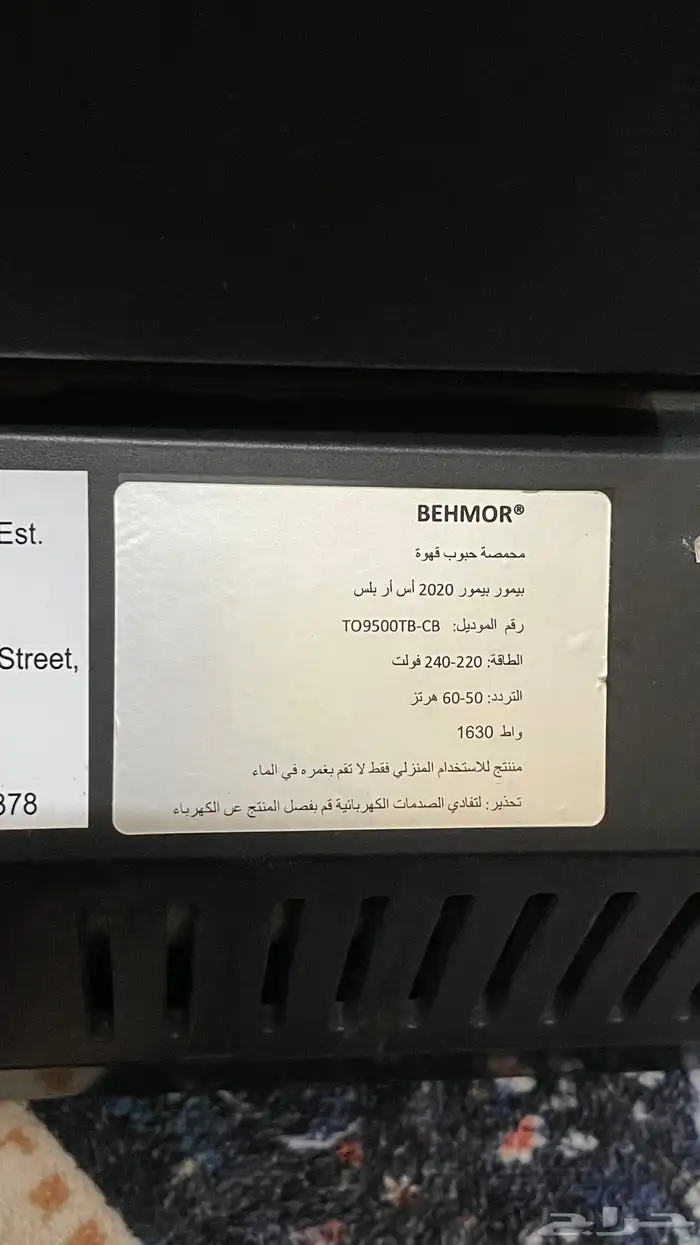 BEHMOR®
محمصة حبوب قهوة
بيمور بيمور 2020 أس أر بلس
رقم الموديل: TO9500TB-CB
الطاقة: 220-240 فولت
التردد: 50-60 هرتز
واط 1630
منتج للاستخدام المنزلي فقط لا تقم بغمره في الماء
تحذير: لتفادي الصدمات الكهربائية قم بفصل المنتج عن الكهرباء
Est.
Street,
378
حراج